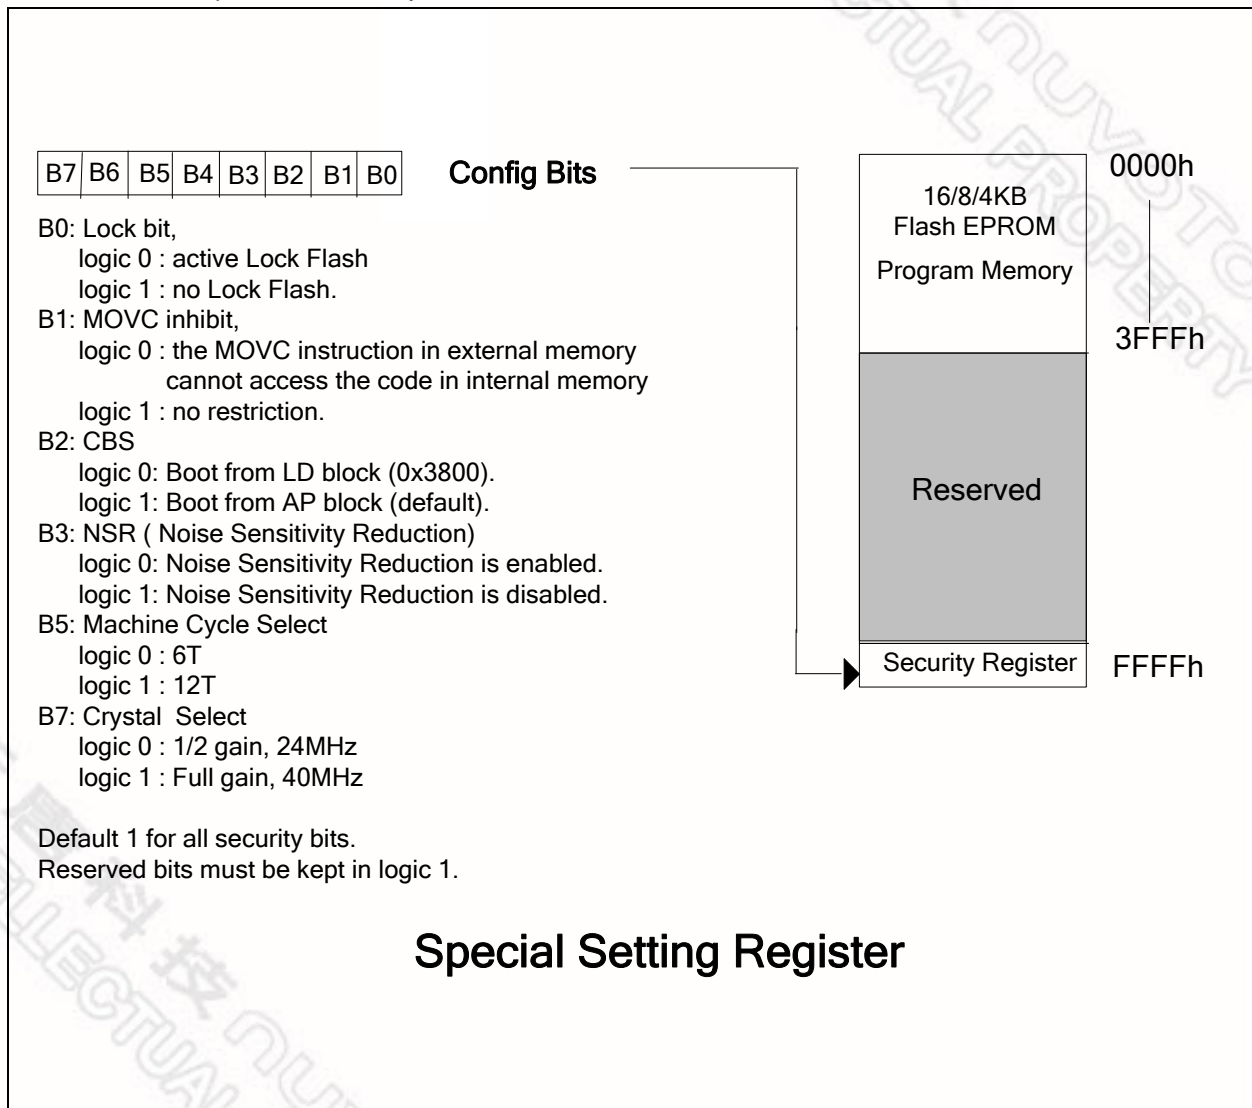 B7 B6 B5 B4 B3 B2 B1 B0
Config Bits
B0: Lock bit,
logic 0 : active Lock Flash
logic 1 : no Lock Flash.
B1: MOVC inhibit,
logic 0 : the MOVC instruction in external memory
cannot access the code in internal memory
logic 1 : no restriction.
B2: CBS
logic 0: Boot from LD block (0x3800).
logic 1: Boot from AP block (default).
B3: NSR ( Noise Sensitivity Reduction)
logic 0: Noise Sensitivity Reduction is enabled.
logic 1: Noise Sensitivity Reduction is disabled.
B5: Machine Cycle Select
logic 0 : 6T
logic 1 : 12T
B7: Crystal Select
logic 0 : 1/2 gain, 24MHz
logic 1 : Full gain, 40MHz
Default 1 for all security bits.
Reserved bits must be kept in logic 1.
16/8/4KB
Flash EPROM
Program Memory
0000h
3FFFh
Reserved
Security Register
FFFFh
Special Setting Register
nuvoTo
PROPERTY
科技